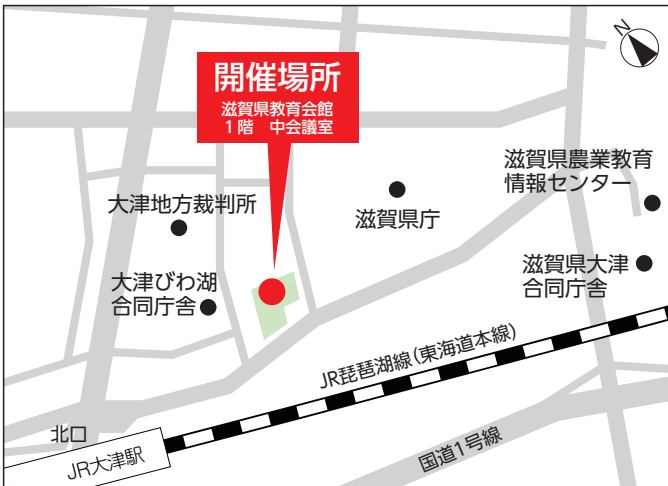 N
開催場所
滋賀県教育会館
1階　中会議室
滋賀県農業教育
情報センター
大津地方裁判所
滋賀県庁
大津びわ湖
合同庁舎
滋賀県大津
合同庁舎
JR琵琶湖線(東海道本線)
北口
JR大津駅
国道1号線